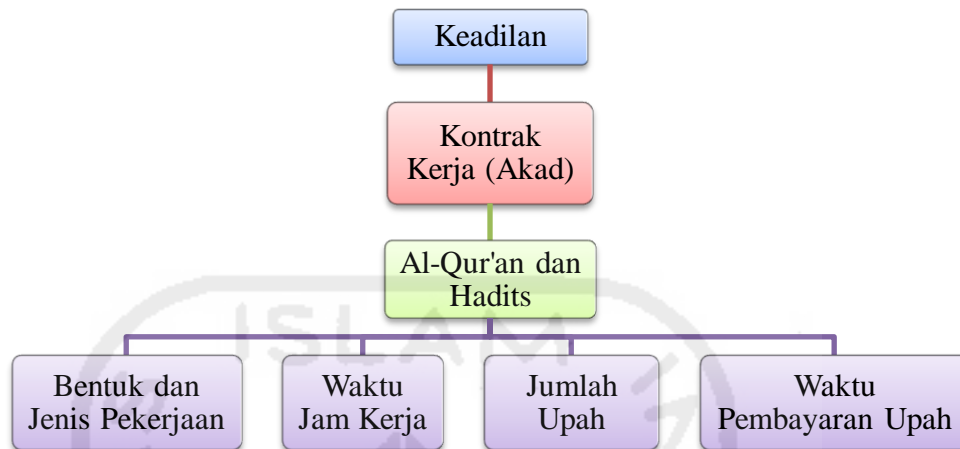 Keadilan
Kontrak
Kerja (Akad)
Al-Qur'an dan
Hadits
ISLAM
Bentuk dan
Jenis Pekerjaan
Waktu
Jam Kerja
Jumlah
Upah
Waktu
Pembayaran Upah